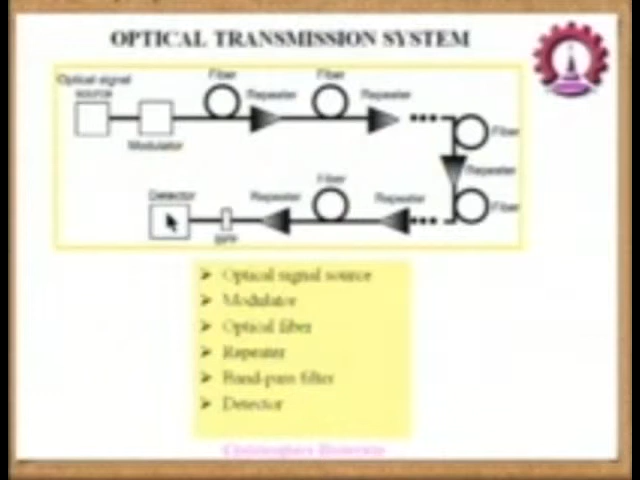 OPTICAL TRANSMISSION SYSTEM
Optical signal
source
Fiber
Repeater
Fiber
Repeater
Fiber
Modulator
Repeater
Detector
Repeater
Fiber
Repeater
Fiber
BPF
Optical signal source
Modulator
Optical fiber
Repeater
Band-pass filter
Detector